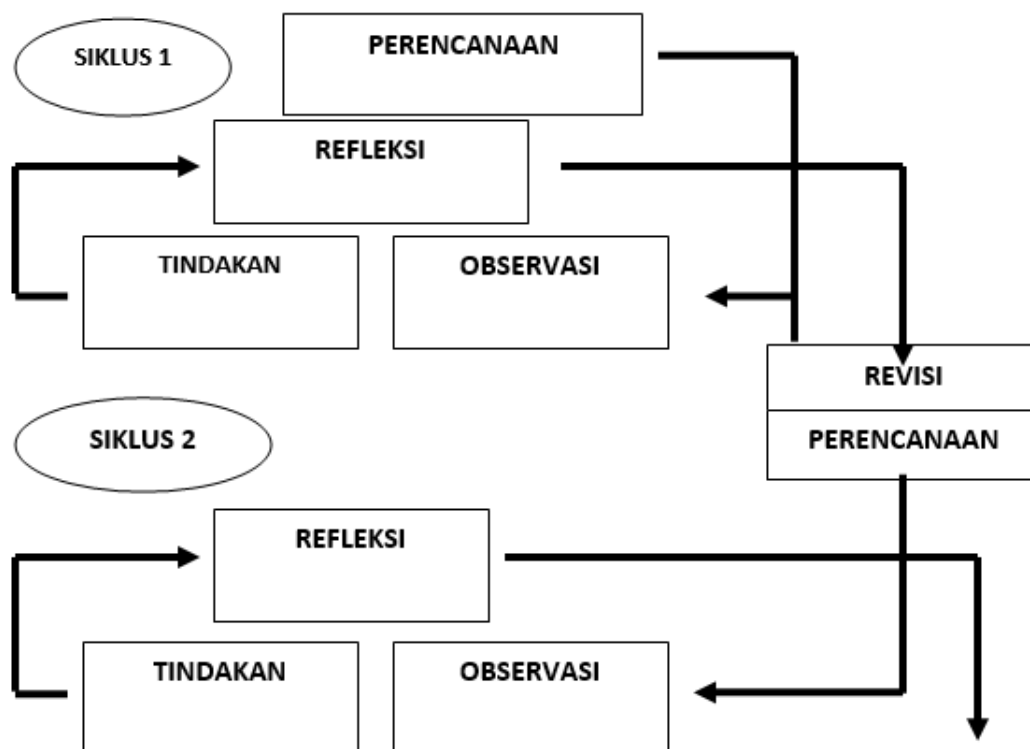 SIKLUS 1
PERENCANAAN
REFLEKSI
TINDAKAN
OBSERVASI
REVISI
PERENCANAAN
SIKLUS 2
REFLEKSI
TINDAKAN
OBSERVASI